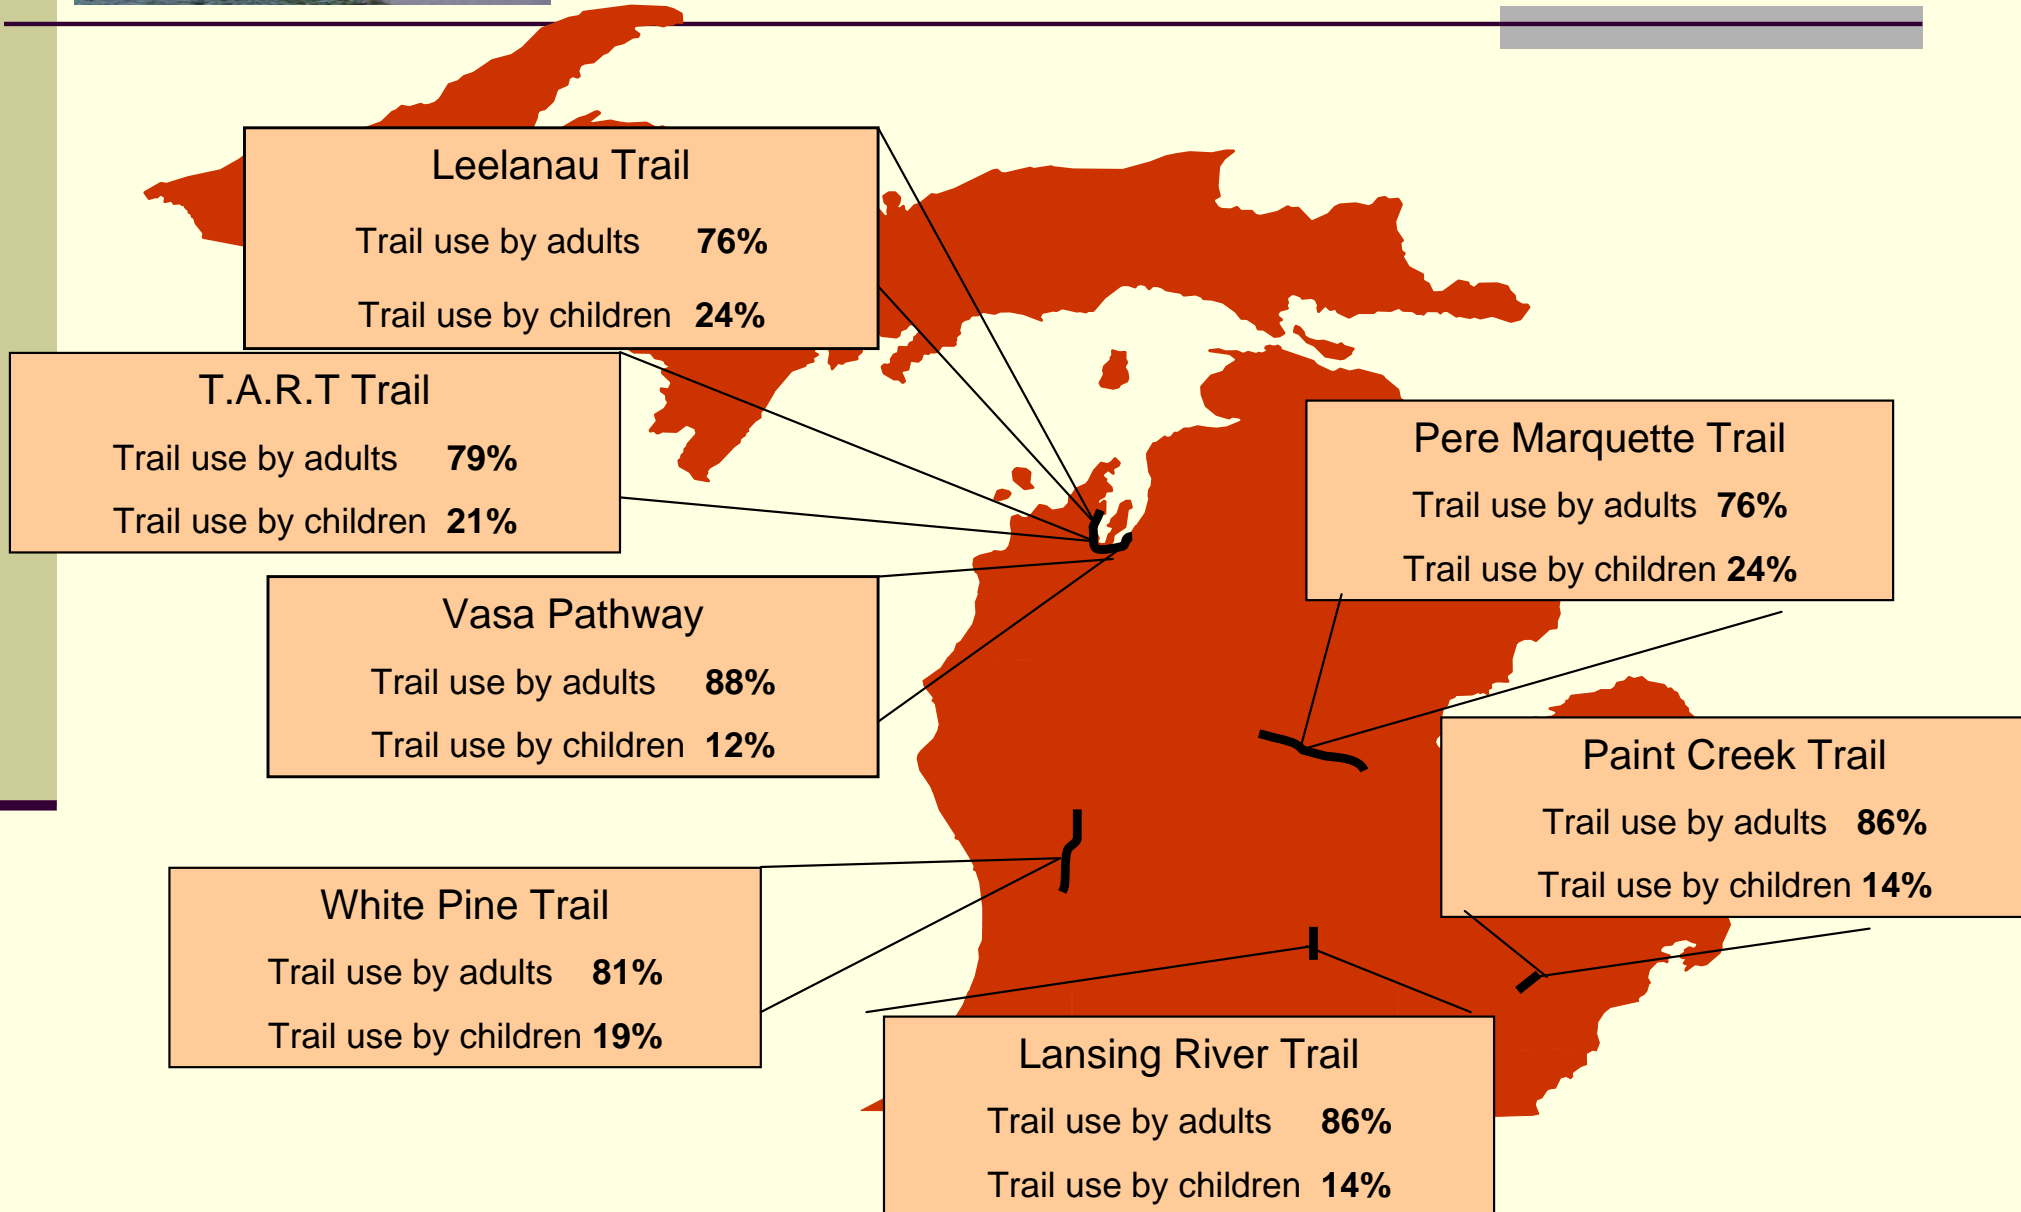 Leelanau Trail
Trail use by adults 76%
Trail use by children 24%
T.A.R.T Trail
Trail use by adults 79%
Trail use by children 21%
Pere Marquette Trail
Trail use by adults 76%
Trail use by children 24%
Vasa Pathway
Trail use by adults 88%
Trail use by children 12%
Paint Creek Trail
Trail use by adults 86%
Trail use by children 14%
White Pine Trail
Trail use by adults 81%
Trail use by children 19%
Lansing River Trail
Trail use by adults 86%
Trail use by children 14%